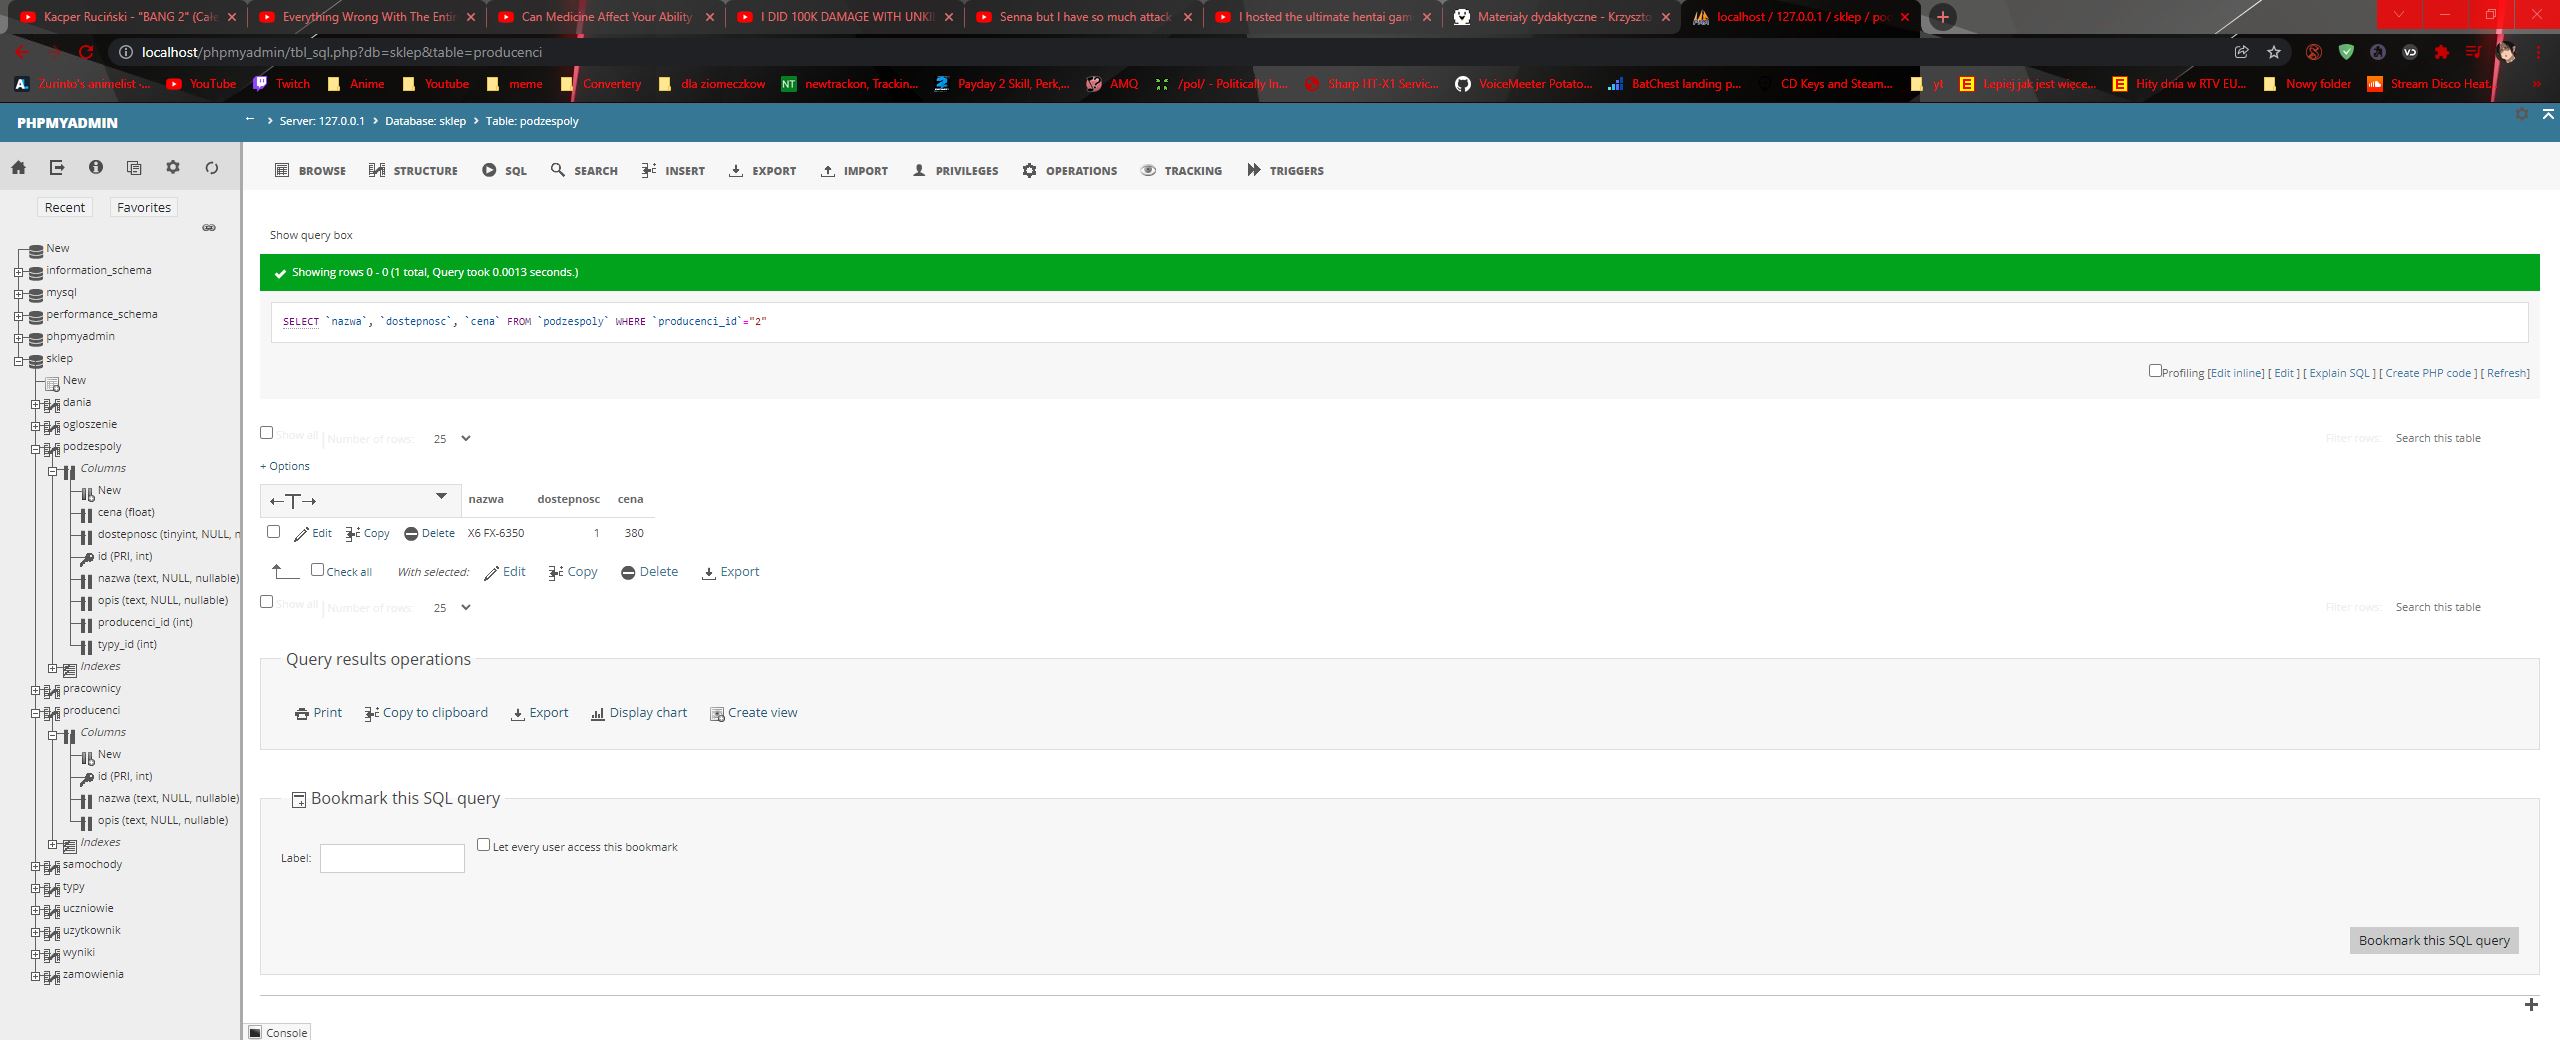 Kacper Ruciński - "BANG 2" (Całe
Everything Wrong With The Entir
Can Medicine Affect Your Ability
I DID 100K DAMAGE WITH UNKIL
Senna but I have so much attack
I hosted the ultimate hentai gam
Materiały dydaktyczne - Krzyszto
localhost / 127.0.0.1 / sklep / poc
localhost/phpmyadmin/tbl_sql.php?db=sklep&table=producenci
Zurinto's animelist -...
YouTube
Twitch
Anime
Youtube
meme
Convertery
dla ziomeczkow
NT newtrackon, Trackin...
Payday 2 Skill, Perk,...
AMQ
/pol/ - Politically In...
Sharp HT-X1 Servic...
VoiceMeeter Potato...
BatChest landing p...
CD Keys and Steam...
yt
Lepiej jak jest więce...
Hity dnia w RTV EU...
Nowy folder
Stream Disco Heat...
»
PHPMYADMIN
← › Server: 127.0.0.1 › Database: sklep › Table: podzespoly
BROWSE STRUCTURE SQL SEARCH INSERT EXPORT IMPORT PRIVILEGES OPERATIONS TRACKING TRIGGERS
Recent Favorites
New
information_schema
mysql
performance_schema
phpmyadmin
sklep
New
dania
ogloszenie
podzespoly
Columns
New
cena (float)
dostepnosc (tinyint, NULL, n
id (PRI, int)
nazwa (text, NULL, nullable)
opis (text, NULL, nullable)
producenci_id (int)
typy_id (int)
Indexes
pracownicy
producenci
Columns
New
id (PRI, int)
nazwa (text, NULL, nullable)
opis (text, NULL, nullable)
Indexes
samochody
typy
uczniowie
uzytkownik
wyniki
zamowienia
Show query box
Showing rows 0 - 0 (1 total, Query took 0.0013 seconds.)
SELECT `nazwa`, `dostepnosc`, `cena` FROM `podzespoly` WHERE `producenci_id`="2"
Profiling [Edit inline] [ Edit ] [ Explain SQL ] [ Create PHP code ] [ Refresh]
Show all | Number of rows: 25 Filter rows: Search this table
+ Options
←T→ nazwa dostepnosc cena
Edit Copy Delete X6 FX-6350 1 380
Check all With selected: Edit Copy Delete Export
Show all | Number of rows: 25 Filter rows: Search this table
Query results operations
Print Copy to clipboard Export Display chart Create view
Bookmark this SQL query
Label: Let every user access this bookmark
Bookmark this SQL query
Console